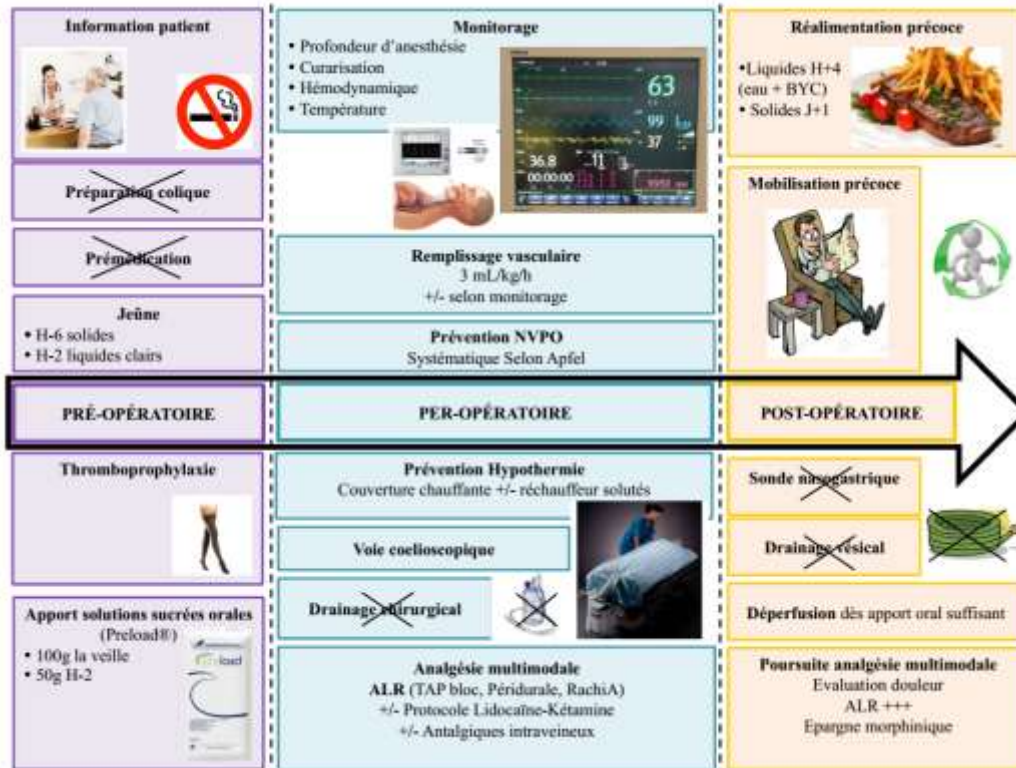 Information patient
Préparation colique
Prémédication
Jeûne
• H-6 solides
• H-2 liquides clairs
PRÉ-OPÉRATOIRE
Thromboprophylaxie
Apport solutions sucrées orales
(Preload®)
• 100g la veille
• 50g H-2
Monitorage
• Profondeur d'anesthésie
• Curarisation
• Hémodynamique
• Température
63
99
37
36.8
00:00:00
Remplissage vasculaire
3 mL/kg/h
+/- selon monitorage
Prévention NVPO
Systématique Selon Apfel
PER-OPÉRATOIRE
Prévention Hypothermie
Couverture chauffante +/- réchauffeur solutés
Voie coelioscopique
Drainage chirurgical
Analgésie multimodale
ALR (TAP bloc, Péridurale, RachiA)
+/- Protocole Lidocaïne-Kétamine
+/- Antalgiques intraveineux
Réalimentation précoce
•Liquides H+4
(eau + BYC)
• Solides J+1
Mobilisation précoce
POST-OPÉRATOIRE
Sonde nasogastrique
Drainage vésical
Déperfusion dès apport oral suffisant
Poursuite analgésie multimodale
Evaluation douleur
ALR +++
Epargne morphinique